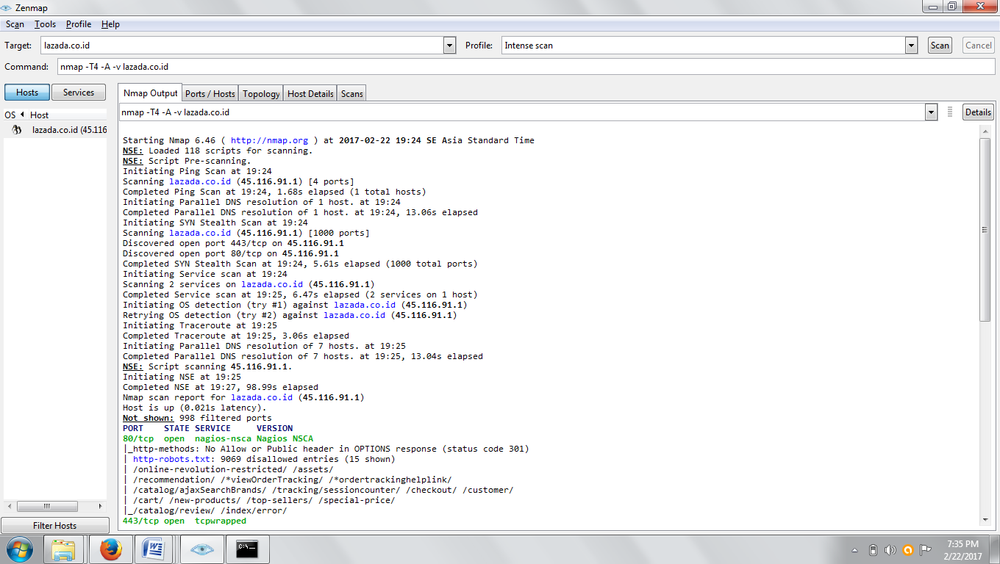 Zenmap
Scan Tools Profile Help
Target: lazada.co.id Profile: Intense scan Scan Cancel
Command: nmap -T4 -A -v lazada.co.id
Hosts Services
Nmap Output Ports / Hosts Topology Host Details Scans
OS Host
lazada.co.id (45.116
nmap -T4 -A -v lazada.co.id Details
Starting Nmap 6.46 ( http://nmap.org ) at 2017-02-22 19:24 SE Asia Standard Time
NSE: Loaded 118 scripts for scanning.
NSE: Script Pre-scanning.
Initiating Ping Scan at 19:24
Scanning lazada.co.id (45.116.91.1) [4 ports]
Completed Ping Scan at 19:24, 1.68s elapsed (1 total hosts)
Initiating Parallel DNS resolution of 1 host. at 19:24
Completed Parallel DNS resolution of 1 host. at 19:24, 13.06s elapsed
Initiating SYN Stealth Scan at 19:24
Scanning lazada.co.id (45.116.91.1) [1000 ports]
Discovered open port 443/tcp on 45.116.91.1
Discovered open port 80/tcp on 45.116.91.1
Completed SYN Stealth Scan at 19:24, 5.61s elapsed (1000 total ports)
Initiating Service scan at 19:24
Scanning 2 services on lazada.co.id (45.116.91.1)
Completed Service scan at 19:25, 6.47s elapsed (2 services on 1 host)
Initiating OS detection (try #1) against lazada.co.id (45.116.91.1)
Retrying OS detection (try #2) against lazada.co.id (45.116.91.1)
Initiating Traceroute at 19:25
Completed Traceroute at 19:25, 3.06s elapsed
Initiating Parallel DNS resolution of 7 hosts. at 19:25
Completed Parallel DNS resolution of 7 hosts. at 19:25, 13.04s elapsed
NSE: Script scanning 45.116.91.1.
Initiating NSE at 19:25
Completed NSE at 19:27, 98.99s elapsed
Nmap scan report for lazada.co.id (45.116.91.1)
Host is up (0.021s latency).
Not shown: 998 filtered ports
PORT STATE SERVICE VERSION
80/tcp open nagios-nsca Nagios NSCA
|_http-methods: No Allow or Public header in OPTIONS response (status code 301)
| http-robots.txt: 9069 disallowed entries (15 shown)
| /online-revolution-restricted/ /assets/
| /recommendation/ /*viewOrderTracking/ /*ordertrackinghelplink/
| /catalog/ajaxSearchBrands/ /tracking/sessioncounter/ /checkout/ /customer/
| /cart/ /new-products/ /top-sellers/ /special-price/
|_/catalog/review/ /index/error/
443/tcp open tcpwrapped
Filter Hosts
7:35 PM
2/22/2017